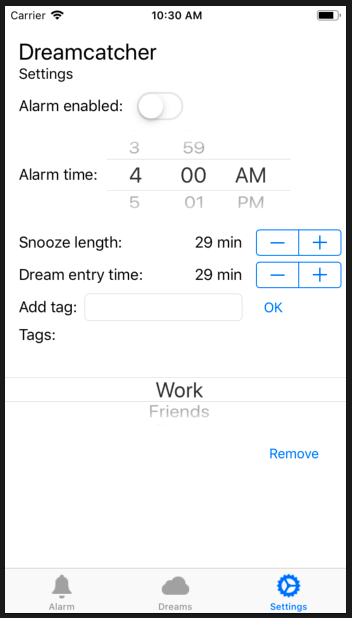 Carrier 10:30 AM
Dreamcatcher
Settings
Alarm enabled:
3 59
Alarm time: 4 00 AM
5 01 PM
Snooze length: 29 min − +
Dream entry time: 29 min − +
Add tag: OK
Tags:
Work
Friends
Remove
Alarm Dreams Settings